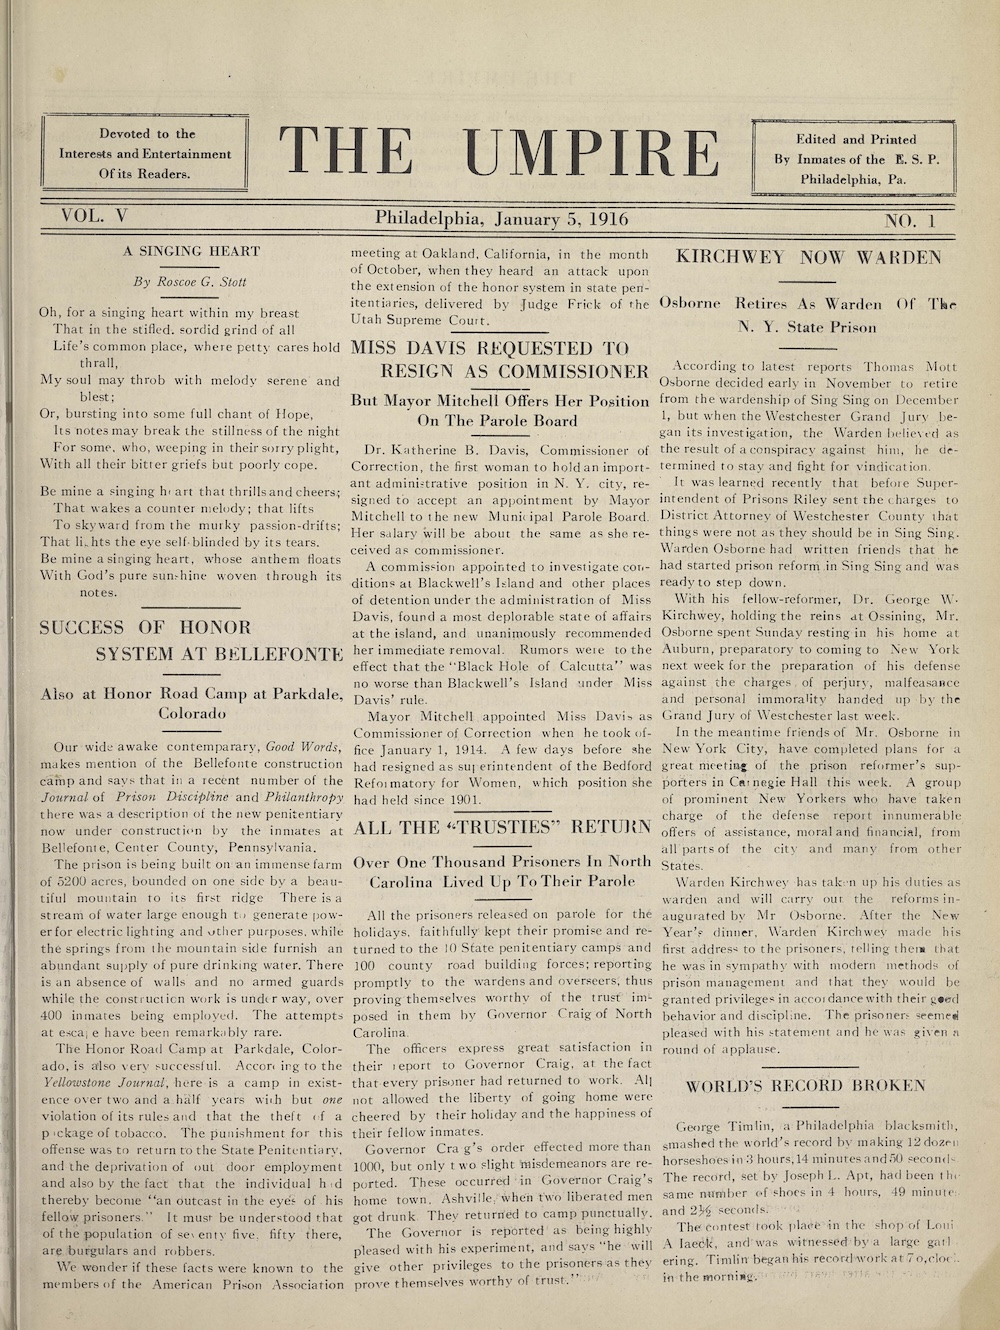 Devoted to the
Interests and Entertainment
Of its Readers.
THE UMPIRE
Edited and Printed
By Inmates of the E. S. P.
Philadelphia, Pa.
VOL. V
Philadelphia, January 5, 1916
NO. 1
A SINGING HEART
By Roscoe G. Stott
Oh, for a singing heart within my breast
That in the stifled. sordid grind of all
Life's common place, where petty cares hold
thrall,
My soul may throb with melody serene and
blest;
Or, bursting into some full chant of Hope,
Its notes may break the stillness of the night
For some, who, weeping in their sorry plight,
With all their bitter griefs but poorly cope.
Be mine a singing heart that thrills and cheers;
That wakes a counter melody; that lifts
To skyward from the murky passion-drifts;
That lights the eye self-blinded by its tears.
Be mine a singing heart, whose anthem floats
With God's pure sunshine woven through its
notes.
SUCCESS OF HONOR
SYSTEM AT BELLEFONTE
Also at Honor Road Camp at Parkdale,
Colorado
Our wide awake contemparary, Good Words,
makes mention of the Bellefonte construction
camp and says that in a recent number of the
Journal of Prison Discipline and Philanthropy
there was a description of the new penitentiary
now under construction by the inmates at
Bellefonte, Center County, Pennsylvania.
The prison is being built on an immense farm
of 5200 acres, bounded on one side by a beau-
tiful mountain to its first ridge There is a
stream of water large enough to generate pow-
er for electric lighting and other purposes, while
the springs from the mountain side furnish an
abundant supply of pure drinking water. There
is an absence of walls and no armed guards
while the construction work is under way, over
400 inmates being employed. The attempts
at escape have been remarkably rare.
The Honor Road Camp at Parkdale, Color-
ado, is also very successful. According to the
Yellowstone Journal, here is a camp in exist-
ence over two and a half years with but one
violation of its rules and that the theft of a
package of tobacco. The punishment for this
offense was to return to the State Penitentiary,
and the deprivation of out door employment
and also by the fact that the individual had
thereby become "an outcast in the eyes of his
fellow prisoners." It must be understood that
of the population of seventy five, fifty there,
are burgulars and robbers.
We wonder if these facts were known to the
members of the American Prison Association
meeting at Oakland, California, in the month
of October, when they heard an attack upon
the extension of the honor system in state pen-
itentiaries, delivered by Judge Frick of the
Utah Supreme Court.
MISS DAVIS REQUESTED TO
RESIGN AS COMMISSIONER
But Mayor Mitchell Offers Her Position
On The Parole Board
Dr. Katherine B. Davis, Commissioner of
Correction, the first woman to hold an import-
ant administrative position in N. Y. city, re-
signed to accept an appointment by Mayor
Mitchell to the new Municipal Parole Board.
Her salary will be about the same as she re-
ceived as commissioner.
A commission appointed to investigate con-
ditions at Blackwell's Island and other places
of detention under the administration of Miss
Davis, found a most deplorable state of affairs
at the island, and unanimously recommended
her immediate removal. Rumors were to the
effect that the "Black Hole of Calcutta" was
no worse than Blackwell's Island under Miss
Davis' rule.
Mayor Mitchell appointed Miss Davis as
Commissioner of Correction when he took of-
fice January 1, 1914. A few days before she
had resigned as superintendent of the Bedford
Reformatory for Women, which position she
had held since 1901.
ALL THE "TRUSTIES" RETURN
Over One Thousand Prisoners In North
Carolina Lived Up To Their Parole
All the prisoners released on parole for the
holidays, faithfully kept their promise and re-
turned to the 10 State penitentiary camps and
100 county road building forces; reporting
promptly to the wardens and overseers, thus
proving themselves worthy of the trust im-
posed in them by Governor Craig of North
Carolina.
The officers express great satisfaction in
their report to Governor Craig, at the fact
that every prisoner had returned to work. All
not allowed the liberty of going home were
cheered by their holiday and the happiness of
their fellow inmates.
Governor Cra g's order effected more than
1000, but only two slight misdemeanors are re-
ported. These occurred in Governor Craig's
home town, Ashville, when two liberated men
got drunk. They returned to camp punctually.
The Governor is reported as being highly
pleased with his experiment, and says "he will
give other privileges to the prisoners as they
prove themselves worthy of trust."
KIRCHWEY NOW WARDEN
Osborne Retires As Warden Of The
N. Y. State Prison
According to latest reports Thomas Mott
Osborne decided early in November to retire
from the wardenship of Sing Sing on December
1, but when the Westchester Grand Jury be-
gan its investigation, the Warden believed as
the result of a conspiracy against him, he de-
termined to stay and fight for vindication.
It was learned recently that before Super-
intendent of Prisons Riley sent the charges to
District Attorney of Westchester County that
things were not as they should be in Sing Sing.
Warden Osborne had written friends that he
had started prison reform in Sing Sing and was
ready to step down.
With his fellow-reformer, Dr. George W.
Kirchwey, holding the reins at Ossining, Mr.
Osborne spent Sunday resting in his home at
Auburn, preparatory to coming to New York
next week for the preparation of his defense
against the charges of perjury, malfeasance
and personal immorality handed up by the
Grand Jury of Westchester last week.
In the meantime friends of Mr. Osborne in
New York City, have completed plans for a
great meeting of the prison reformer's sup-
porters in Carnegie Hall this week. A group
of prominent New Yorkers who have taken
charge of the defense report innumerable
offers of assistance, moral and financial, from
all parts of the city and many from other
States.
Warden Kirchwey has taken up his duties as
warden and will carry out the reforms in-
augurated by Mr Osborne. After the New
Year's dinner, Warden Kirchwey made his
first address to the prisoners, telling them that
he was in sympathy with modern methods of
prison management and that they would be
granted privileges in accordance with their good
behavior and discipline. The prisoners seemed
pleased with his statement and he was given a
round of applause.
WORLD'S RECORD BROKEN
George Timlin, a Philadelphia blacksmith,
smashed the world's record by making 12 dozen
horseshoes in 3 hours, 14 minutes and 50 seconds
The record, set by Joseph L. Apt, had been the
same number of shoes in 4 hours, 49 minute
and 2½ seconds.
The contest took place in the shop of Loui
A Iaeck, and was witnessed by a large gath
ering. Timlin began his record work at 7 o,cloc
in the morning.